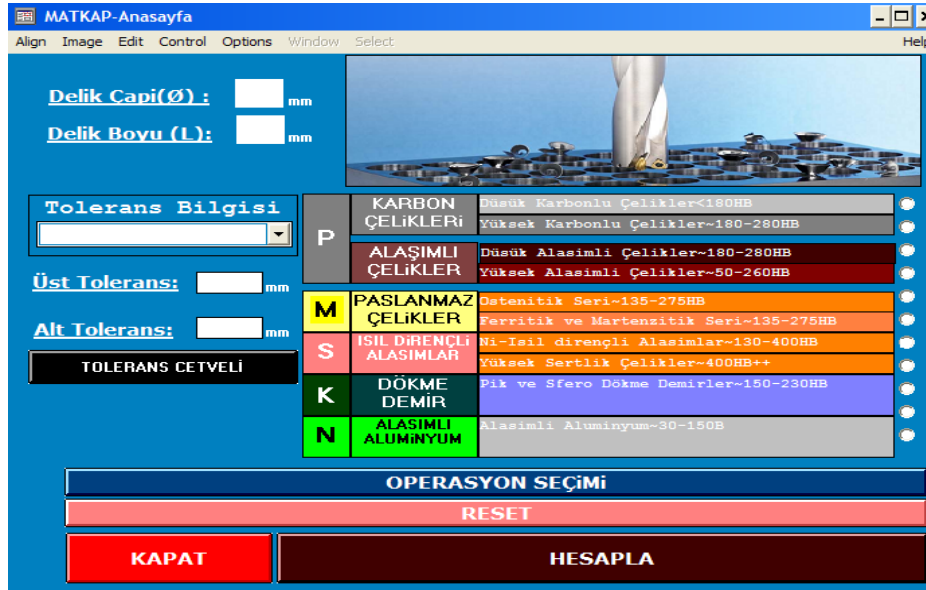 MATKAP-Anasayfa
Align Image Edit Control Options Window Select Help
Delik Çapi(Ø) : mm
Delik Boyu (L): mm
Tolerans Bilgisi
Üst Tolerans: mm
Alt Tolerans: mm
TOLERANS CETVELİ
P
KARBON
ÇELiKLERi
Düsük Karbonlu Çelikler<180HB
Yüksek Karbonlu Çelikler~180-280HB
ALAŞIMLI
ÇELiKLER
Düsük Alasimli Çelikler~180-280HB
Yüksek Alasimli Çelikler~50-260HB
M
PASLANMAZ
ÇELiKLER
Ostenitik Seri~135-275HB
Ferritik ve Martenzitik Seri~135-275HB
S
ISIL DiRENÇLi
ALASIMLAR
Ni-Isil dirençli Alasimlar~130-400HB
Yüksek Sertlik Çelikler~400HB++
K
DÖKME
DEMİR
Pik ve Sfero Dökme Demirler~150-230HB
N
ALASIMLI
ALUMiNYUM
Alasimli Aluminyum~30-150B
OPERASYON SEÇiMi
RESET
KAPAT
HESAPLA